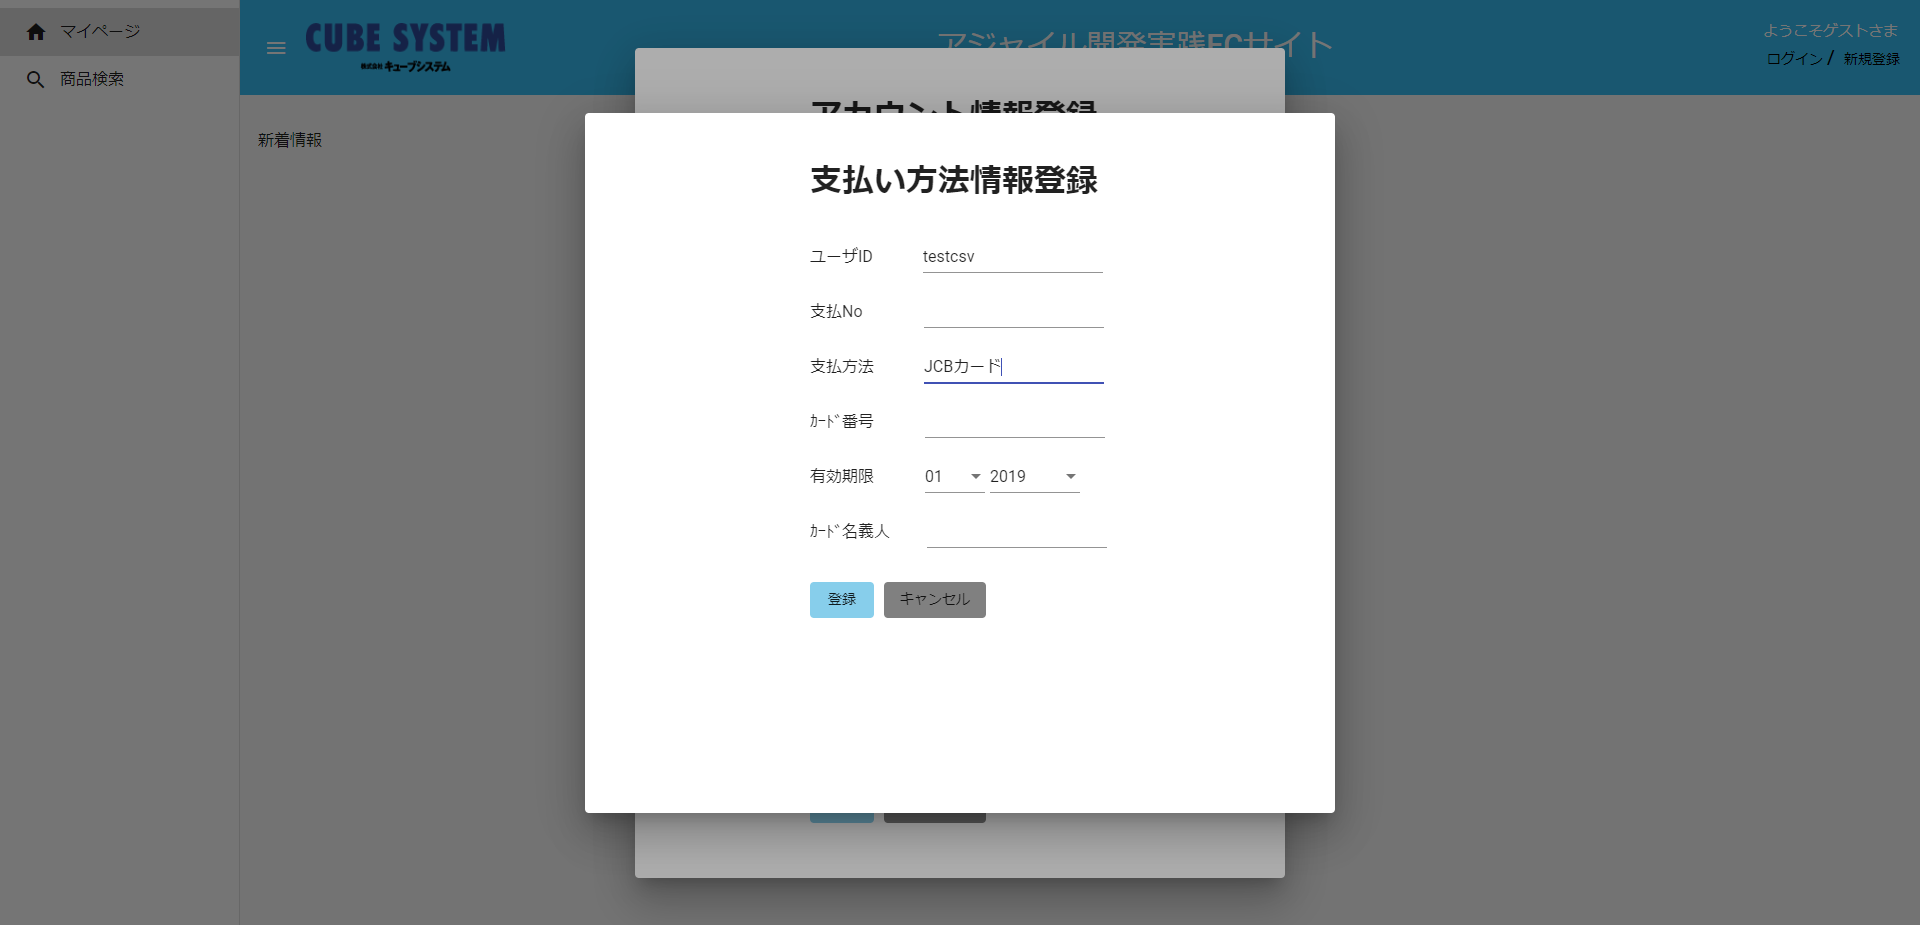 マイページ
商品検索
CUBE SYSTEM
株式会社 キューブシステム
アジャイル開発実践ECサイト
ようこそゲストさま
ログイン / 新規登録
新着情報
アカウント情報登録
支払い方法情報登録
ユーザID testcsv
支払No
支払方法 JCBカード
ｶｰﾄﾞ番号
有効期限 01 2019
ｶｰﾄﾞ名義人
登録 キャンセル